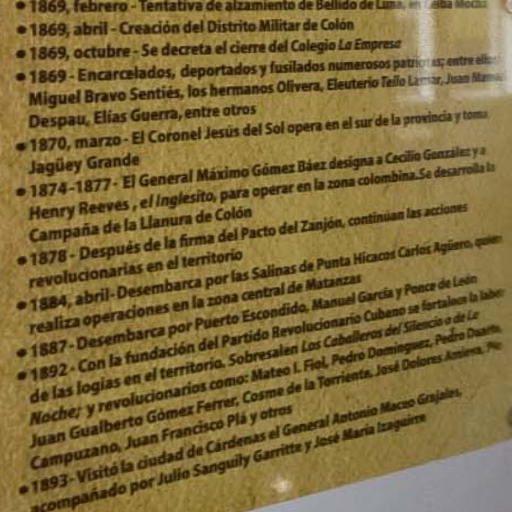 • 1869, febrero - Tentativa de alzamiento de Bellido de Luna, en Ceiba Mocha
• 1869, abril - Creación del Distrito Militar de Colón
• 1869, octubre - Se decreta el cierre del Colegio La Empresa
• 1869 - Encarcelados, deportados y fusilados numerosos patriotas; entre ellos
Miguel Bravo Sentiés, los hermanos Olivera, Eleuterio Tello Lamar, Juan
Despau, Elías Guerra, entre otros
• 1870, marzo - El Coronel Jesús del Sol opera en el sur de la provincia y toma
Jagüey Grande
• 1874-1877 - El General Máximo Gómez Báez designa a Cecilio González y a
Henry Reeves, el Inglesito, para operar en la zona colombina. Se desarrolla la
Campaña de la Llanura de Colón
• 1878 - Después de la firma del Pacto del Zanjón, continúan las acciones
revolucionarias en el territorio
• 1884, abril - Desembarca por las Salinas de Punta Hicacos Carlos Agüero, quien
realiza operaciones en la zona central de Matanzas
• 1887 - Desembarca por Puerto Escondido, Manuel García y Ponce de León
• 1892 - Con la fundación del Partido Revolucionario Cubano se fortalece la labor
de las logias en el territorio. Sobresalen Los Caballeros del Silencio o de La
Noche; y revolucionarios como: Mateo I. Fiol, Pedro Domínguez, Pedro Duarte,
Juan Gualberto Gómez Ferrer, Cosme de la Torriente, José Dolores Amieva,
Campuzano, Juan Francisco Plá y otros
• 1893 - Visitó la ciudad de Cárdenas el General Antonio Maceo Grajales,
acompañado por Julio Sanguily Garritte y José María Izaguirre